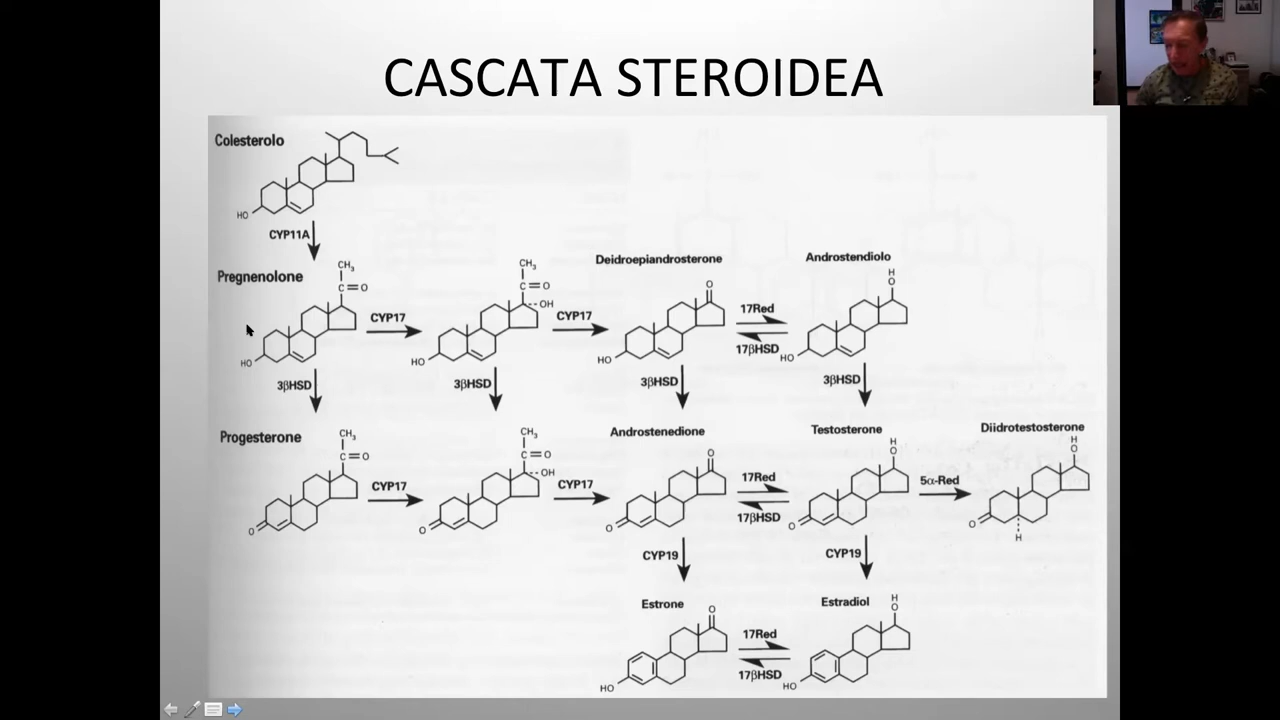 CASCATA STEROIDEA
Colesterolo
HO
CYP11A
Pregnenolone
CH₃
C=O
HO
CYP17
CH₃
C=O
--OH
HO
CYP17
Deidroepiandrosterone
O
HO
17Red
17βHSD
Androstendiolo
H
O
HO
3βHSD
3βHSD
3βHSD
3βHSD
Progesterone
CH₃
C=O
O
CYP17
CH₃
C=O
--OH
O
CYP17
Androstenedione
O
O
17Red
17βHSD
Testosterone
H
O
O
5α-Red
Diidrotestosterone
H
O
O
H
CYP19
CYP19
Estrone
O
HO
17Red
17βHSD
Estradiol
H
O
HO